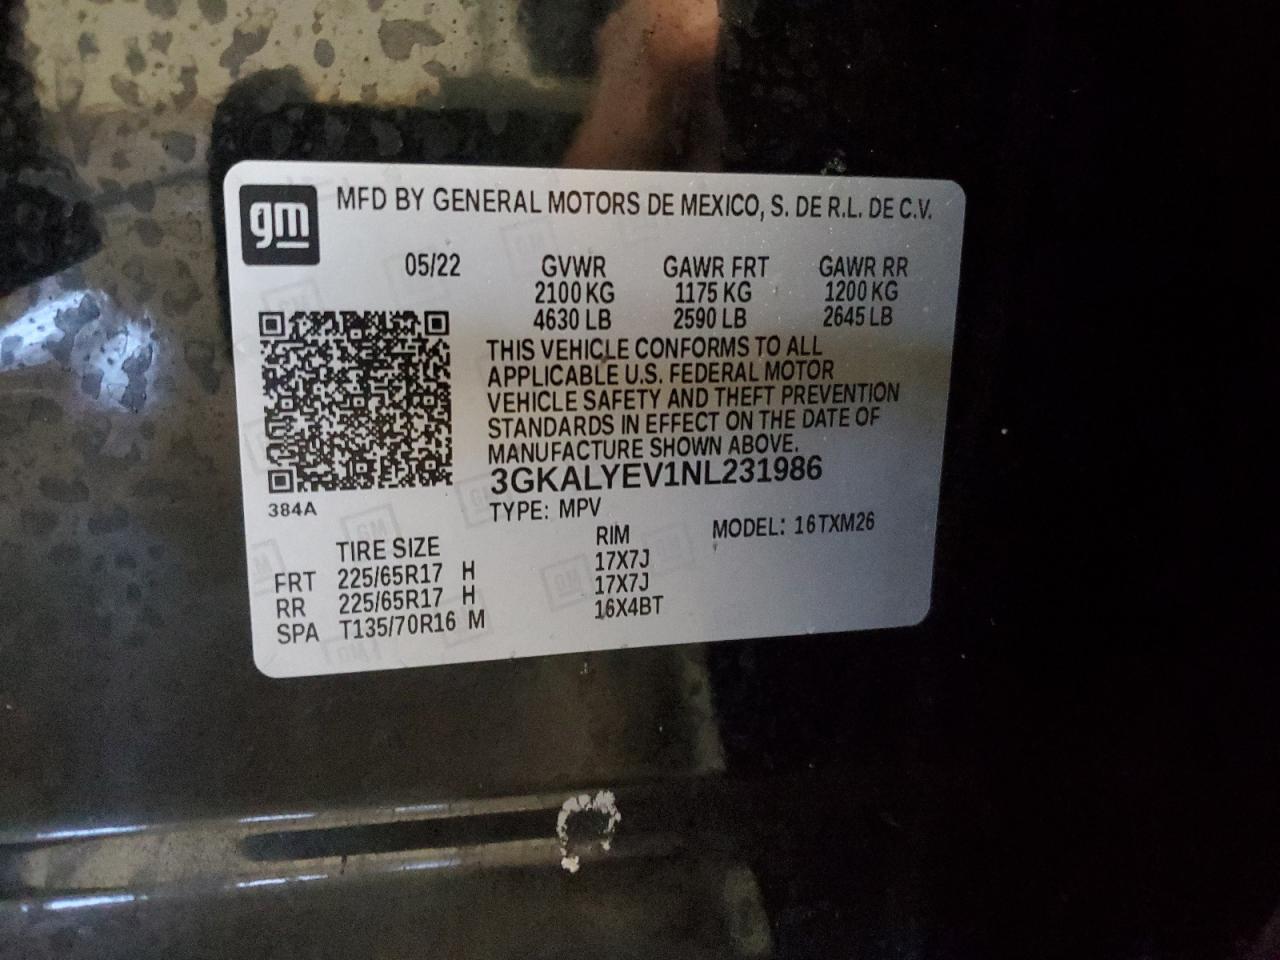 gm
MFD BY GENERAL MOTORS DE MEXICO, S. DE R.L. DE C.V.
05/22 GVWR GAWR FRT GAWR RR
2100 KG 1175 KG 1200 KG
4630 LB 2590 LB 2645 LB
THIS VEHICLE CONFORMS TO ALL
APPLICABLE U.S. FEDERAL MOTOR
VEHICLE SAFETY AND THEFT PREVENTION
STANDARDS IN EFFECT ON THE DATE OF
MANUFACTURE SHOWN ABOVE.
3GKALYEV1NL231986
384A
TYPE: MPV
MODEL: 16TXM26
TIRE SIZE RIM
FRT 225/65R17 H 17X7J
RR 225/65R17 H 17X7J
SPA T135/70R16 M 16X4BT